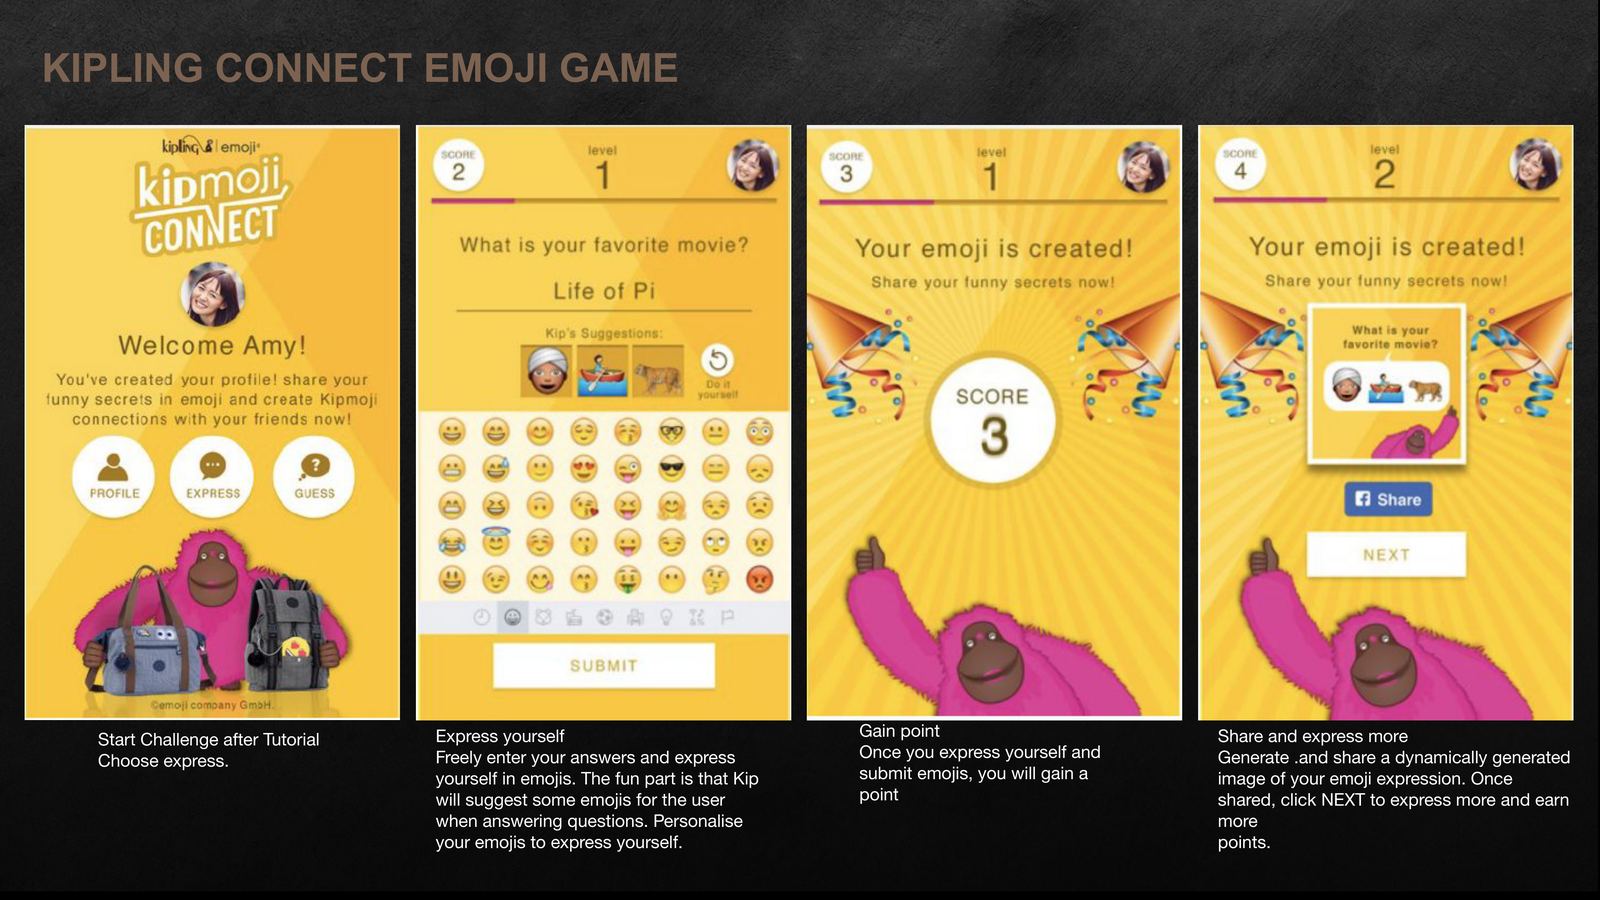 KIPLING CONNECT EMOJI GAME
kipling & | emoji
kipmoji
CONNECT
Welcome Amy!
You've created your profile! share your
funny secrets in emoji and create Kipmoji
connections with your friends now!
PROFILE
EXPRESS
GUESS
©emoji company GmbH.
Start Challenge after Tutorial
Choose express.
SCORE
2
level
1
What is your favorite movie?
Life of Pi
Kip's Suggestions:
Do it
yourself
SUBMIT
Express yourself
Freely enter your answers and express
yourself in emojis. The fun part is that Kip
will suggest some emojis for the user
when answering questions. Personalise
your emojis to express yourself.
SCORE
3
level
1
Your emoji is created!
Share your funny secrets now!
SCORE
3
Gain point
Once you express yourself and
submit emojis, you will gain a
point
SCORE
4
level
2
Your emoji is created!
Share your funny secrets now!
What is your
favorite movie?
Share
NEXT
Share and express more
Generate .and share a dynamically generated
image of your emoji expression. Once
shared, click NEXT to express more and earn
more
points.